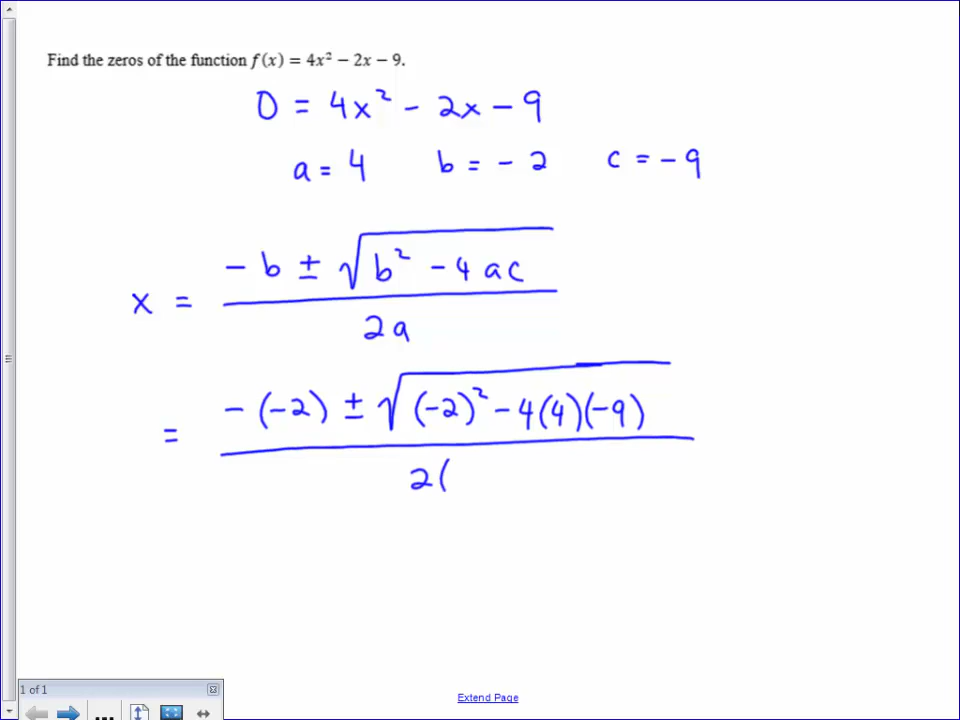 Find the zeros of the function f(x) = 4x² − 2x − 9.
0 = 4x² - 2x - 9
a = 4 b = - 2 c = - 9
- b ± √b² - 4ac
x =
2a
- (-2) ± √(-2)² - 4(4)(-9)
=
2(
1 of 1
Extend Page